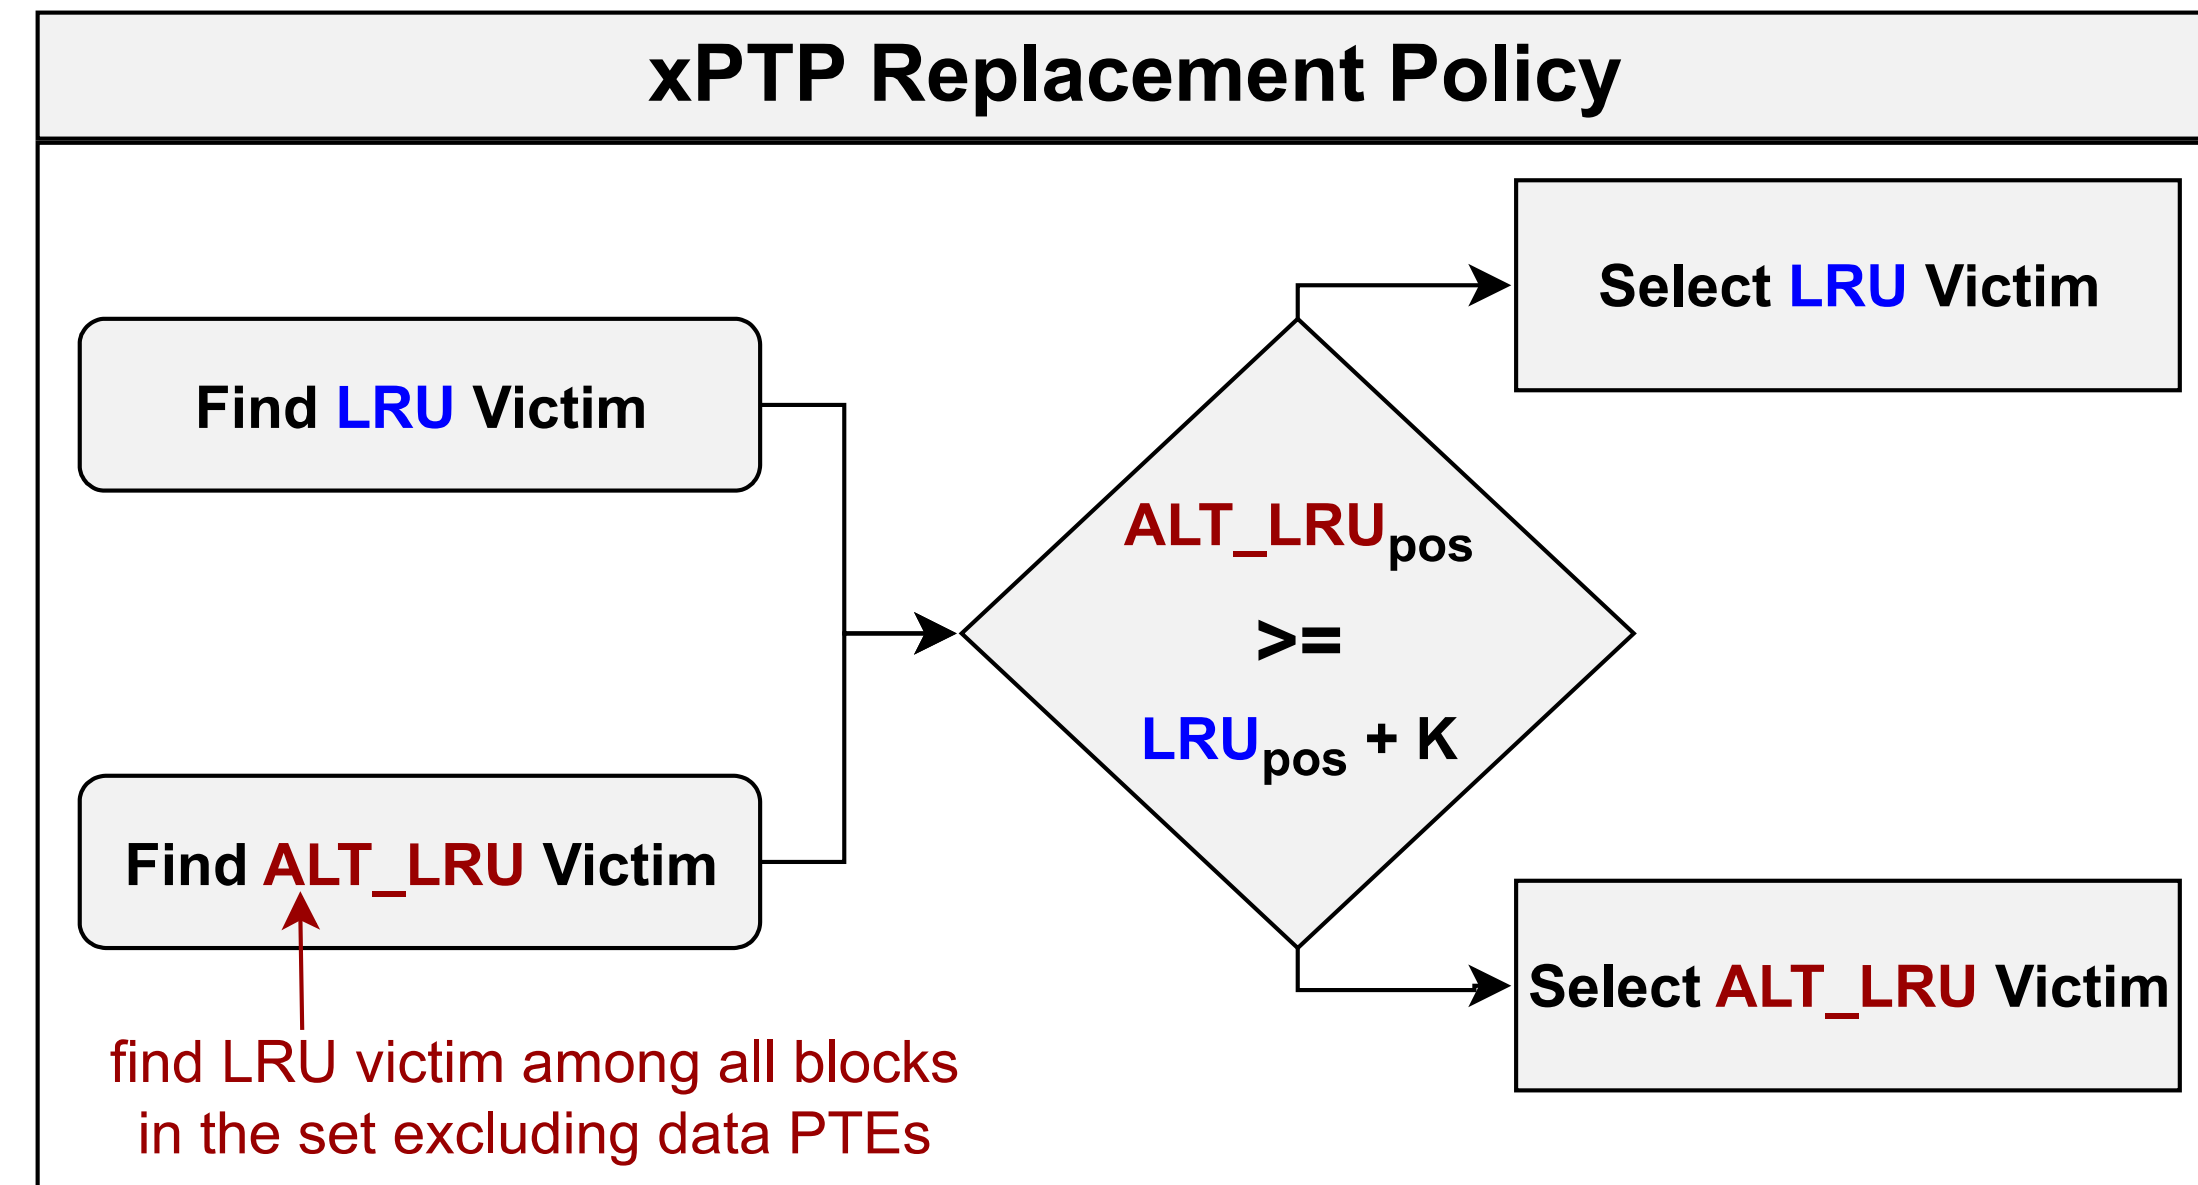 xPTP Replacement Policy
Find LRU Victim
Find ALT_LRU Victim
find LRU victim among all blocks
in the set excluding data PTEs
ALT_LRUpos
>=
LRUpos + K
Select LRU Victim
Select ALT_LRU Victim